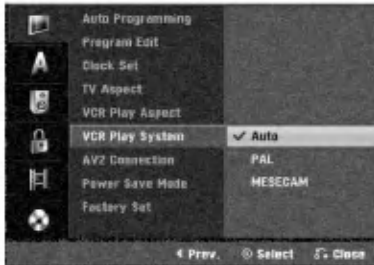 Auto Programming
Program Edit
Clock Set
TV Aspect
VCR Play Aspect
VCR Play System
✓ Auto
AV2 Connection
PAL
Power Save Mode
MESECAM
Factory Set
Prev.
Select
Close